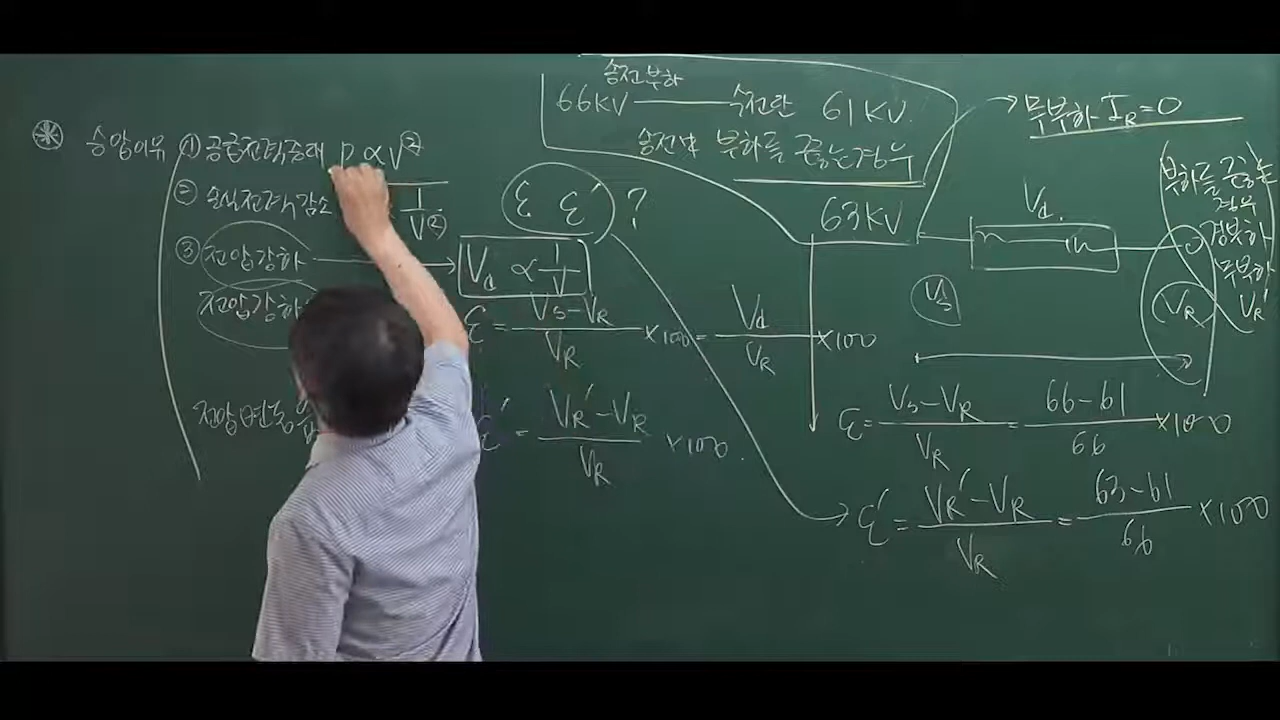 승압이유 ① 공급전력증대 P ∝ V²
② 손실전력감소 1/V²
③ 전압강하 Vd ∝ 1/V
전압강하
ε = (Vs-VR)/VR ×100 = Vd/VR ×100
전압변동
ε' = (VR'-VR)/VR ×100
ε ε' ?
송전부하
66KV 수전단 61KV.
부하를 끊는경우
63KV
무부하 IR=0
Vd.
부하를 끊는
경우
경부하
무부하
Vs VR VR'
ε = (Vs-VR)/VR = (66-61)/66 ×100
ε' = (VR'-VR)/VR = (63-61)/66 ×100